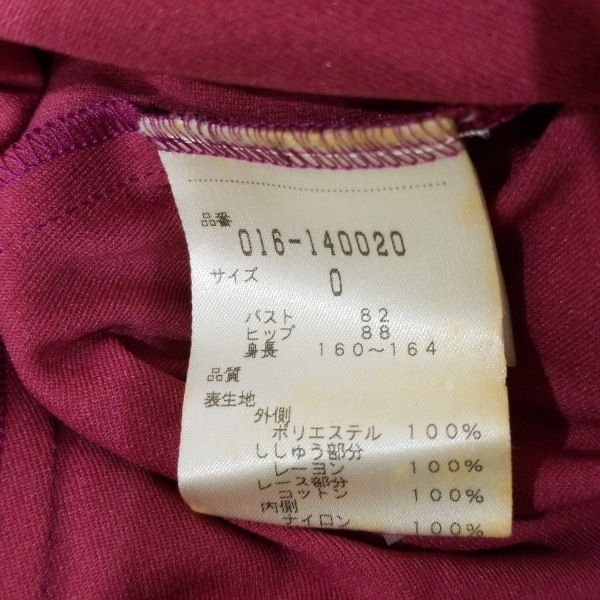 品番
016-140020
サイズ 0
バスト 82
ヒップ 88
身長 160～164
品質
表生地
外側
ポリエステル 100%
ししゅう部分
レーヨン 100%
レース部分
コットン 100%
内側
ナイロン 100%